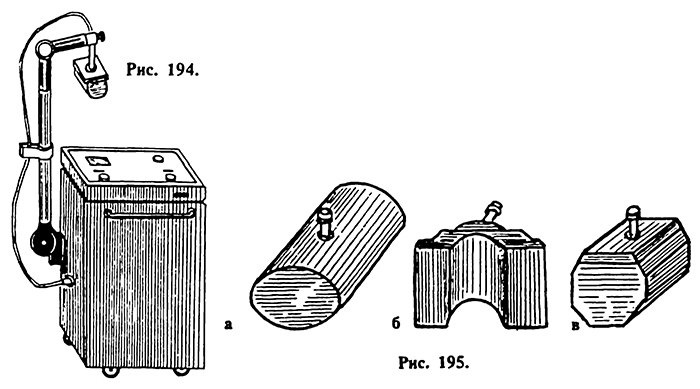 Рис. 194.
а
б
в
Рис. 195.